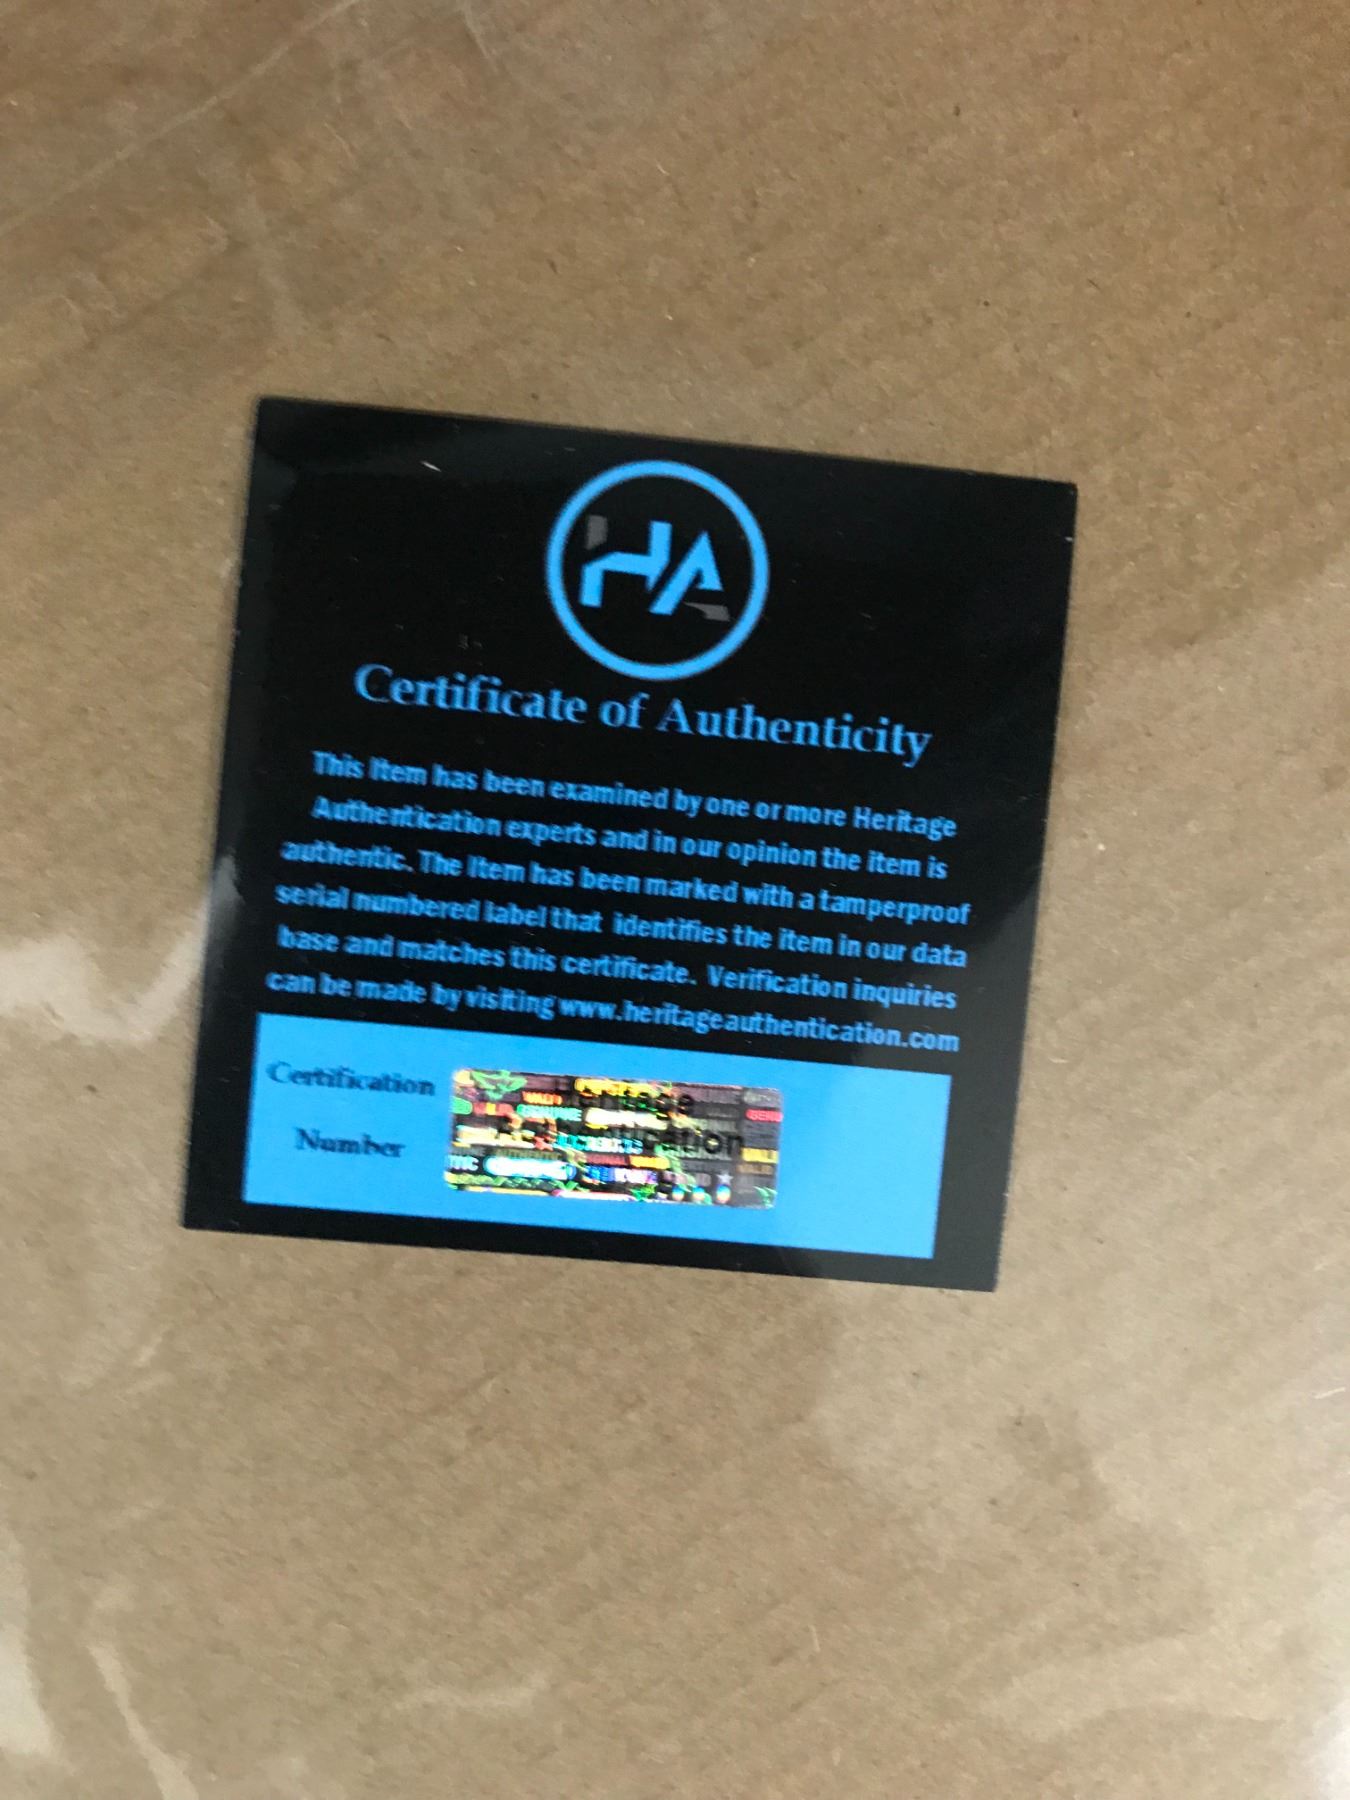 HA
Certificate of Authenticity
This Item has been examined by one or more Heritage
Authentication experts and in our opinion the item is
authentic. The Item has been marked with a tamperproof
serial numbered label that identifies the item in our data
base and matches this certificate. Verification inquiries
can be made by visiting www.heritageauthentication.com
Certification
Number
Heritage
Authentication